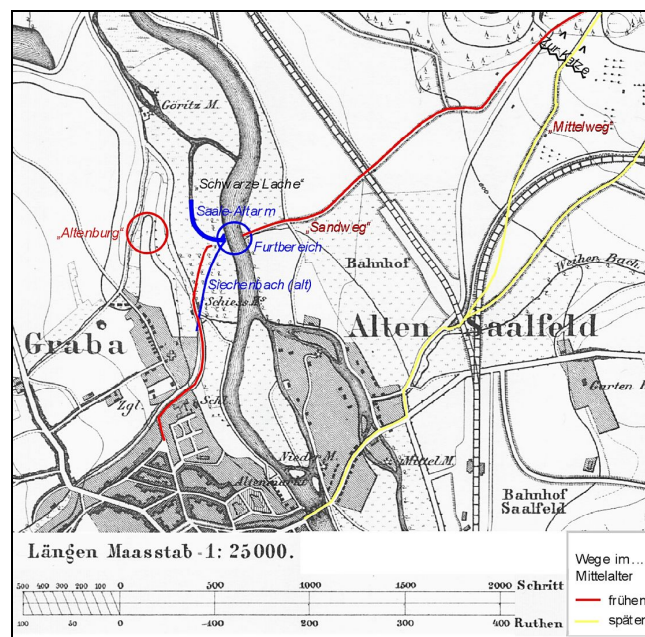 Zur Katze
Göritz M.
„Mittelweg"
„Schwarze Lache"
Saale-Altarm
„Altenburg"
„Sandweg"
Furtbereich
Weihen Bach
Bahnhof
Siechenbach (alt)
Schiess Hs
Graba
Alten Saalfeld
Garten
Zgl.
Schl.
Nieder M.
Mittel M.
Altenmarkt
Bahnhof
Saalfeld
Längen Maasstab - 1: 25000.
Wege im...
Mittelalter
frühen
später
500 400 300 200 100 0 500 1000 1500 2000 Schritt
100 50 0 200 400 Ruthen